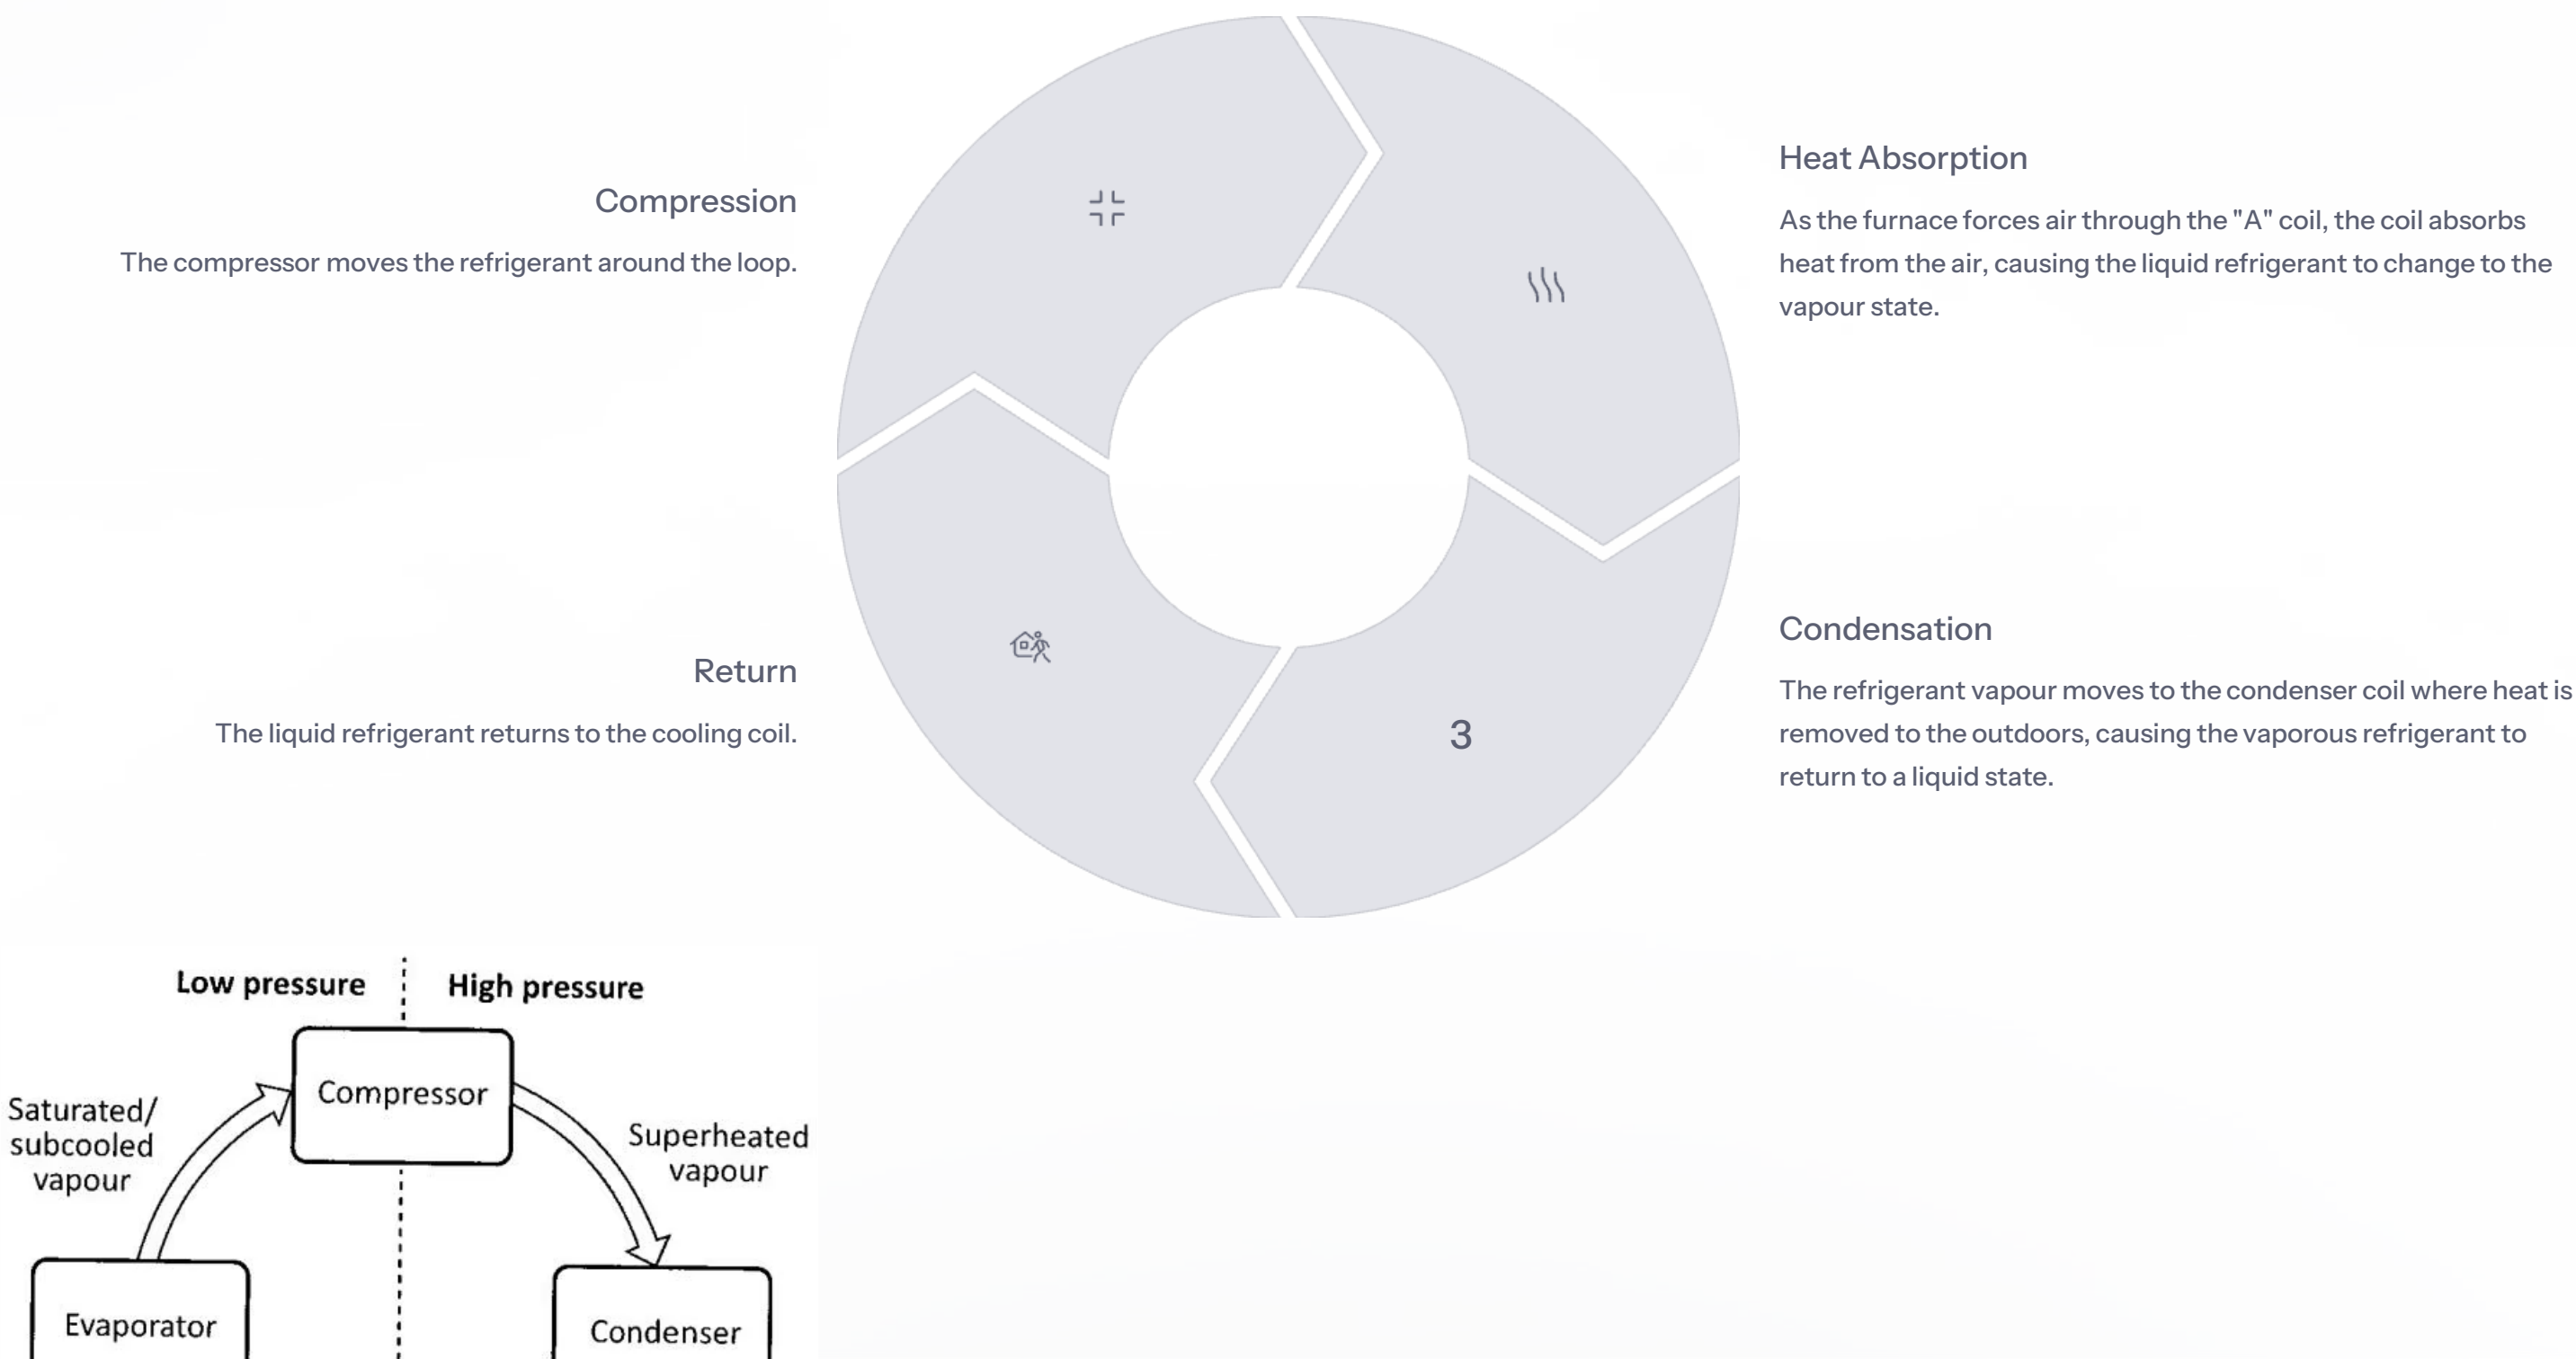 Compression
The compressor moves the refrigerant around the loop.
Heat Absorption
As the furnace forces air through the "A" coil, the coil absorbs
heat from the air, causing the liquid refrigerant to change to the
vapour state.
Return
The liquid refrigerant returns to the cooling coil.
3
Condensation
The refrigerant vapour moves to the condenser coil where heat is
removed to the outdoors, causing the vaporous refrigerant to
return to a liquid state.
Low pressure
High pressure
Compressor
Saturated/
subcooled
vapour
Superheated
vapour
Evaporator
Condenser